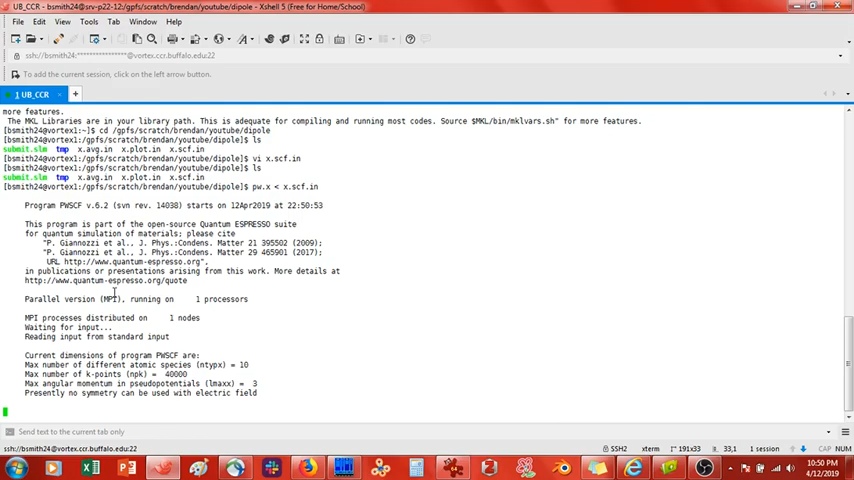 UB_CCR - bsmith24@srv-p22-12:/gpfs/scratch/brendan/youtube/dipole - Xshell 5 (Free for Home/School)
File Edit View Tools Tab Window Help
ssh://bsmith24:***************@vortex.ccr.buffalo.edu:22
To add the current session, click on the left arrow button.
1 UB_CCR × +
more features.
The MKL Libraries are in your library path. This is adequate for compiling and running most codes. Source $MKL/bin/mklvars.sh" for more features.
[bsmith24@vortex1:~]$ cd /gpfs/scratch/brendan/youtube/dipole
[bsmith24@vortex1:/gpfs/scratch/brendan/youtube/dipole]$ ls
submit.slm tmp x.avg.in x.plot.in x.scf.in
[bsmith24@vortex1:/gpfs/scratch/brendan/youtube/dipole]$ vi x.scf.in
[bsmith24@vortex1:/gpfs/scratch/brendan/youtube/dipole]$ ls
submit.slm tmp x.avg.in x.plot.in x.scf.in
[bsmith24@vortex1:/gpfs/scratch/brendan/youtube/dipole]$ pw.x < x.scf.in
Program PWSCF v.6.2 (svn rev. 14038) starts on 12Apr2019 at 22:50:53
This program is part of the open-source Quantum ESPRESSO suite
for quantum simulation of materials; please cite
"P. Giannozzi et al., J. Phys.:Condens. Matter 21 395502 (2009);
"P. Giannozzi et al., J. Phys.:Condens. Matter 29 465901 (2017);
URL http://www.quantum-espresso.org",
in publications or presentations arising from this work. More details at
http://www.quantum-espresso.org/quote
Parallel version (MPI), running on 1 processors
MPI processes distributed on 1 nodes
Waiting for input...
Reading input from standard input
Current dimensions of program PWSCF are:
Max number of different atomic species (ntypx) = 10
Max number of k-points (npk) = 40000
Max angular momentum in pseudopotentials (lmaxx) = 3
Presently no symmetry can be used with electric field
Send text to the current tab only
ssh://bsmith24@vortex.ccr.buffalo.edu:22 SSH2 xterm 191x33 33,1 1 session CAP NUM
10:50 PM
4/12/2019